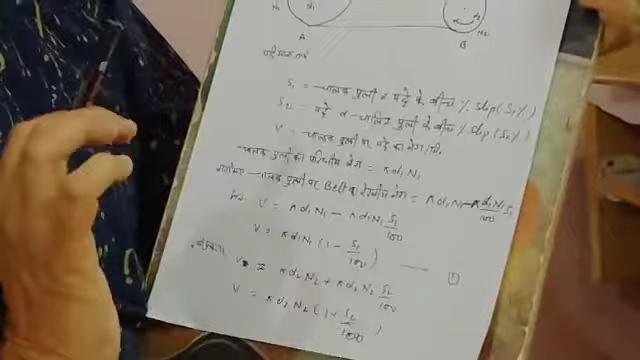 N₁ N₂
A B
S₁ = चालक पुली व पट्टे के बीच % Slip (S₁%)
S₂ = पट्टे व चालित पुली के बीच % Slip (S₂%)
V = चालक पुली पर पट्टे का वेग /मी.
चालक पुली का परिधीय वेग = πd₁N₁
चालक पुली पर Belt का रेखीय वेग = πd₁N₁ - πd₁N₁ S₁/100
V = πd₁N₁ - πd₁N₁ S₁/100
V = πd₁N₁ (1 - S₁/100) —— ①
V = πd₂N₂ + πd₂N₂ S₂/100
V = πd₂N₂ (1 + S₂/100)